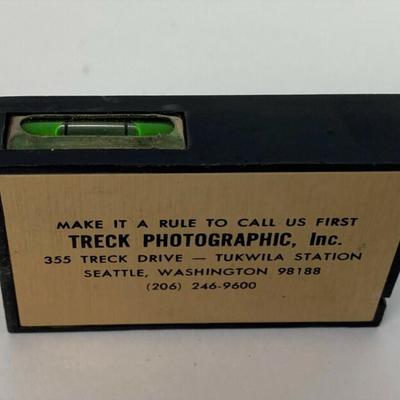 MAKE IT A RULE TO CALL US FIRST
TRECK PHOTOGRAPHIC, Inc.
355 TRECK DRIVE — TUKWILA STATION
SEATTLE, WASHINGTON 98188
(206) 246-9600